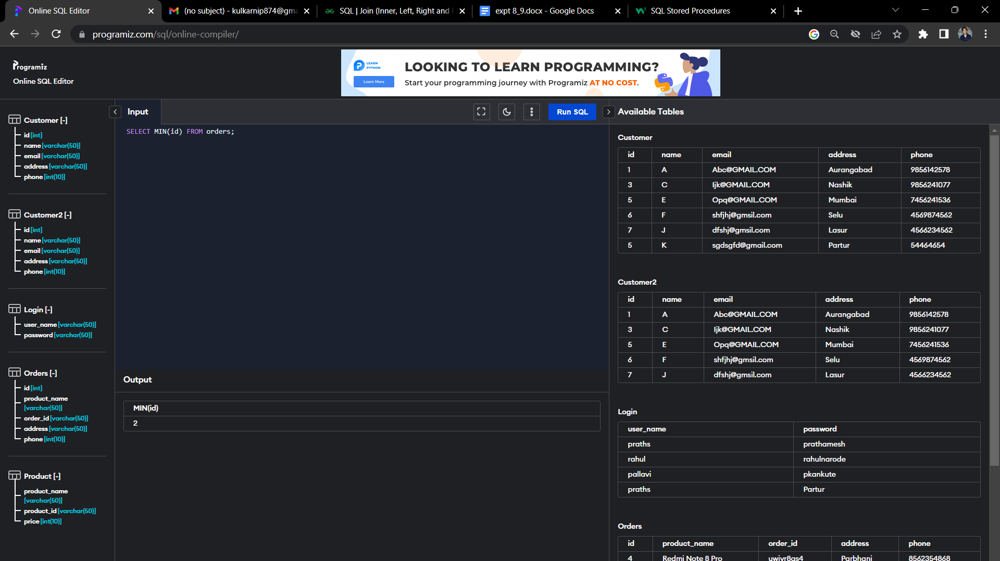 Online SQL Editor
(no subject) - kulkarnip874@gma
SQL | Join (Inner, Left, Right and F
expt 8_9.docx - Google Docs
SQL Stored Procedures
programiz.com/sql/online-compiler/
Programiz
Online SQL Editor
LEARN PYTHON
Learn More
LOOKING TO LEARN PROGRAMMING?
Start your programming journey with Programiz AT NO COST.
Customer [-]
id [int]
name [varchar(50)]
email [varchar(50)]
address [varchar(50)]
phone [int(10)]
Customer2 [-]
id [int]
name [varchar(50)]
email [varchar(50)]
address [varchar(50)]
phone [int(10)]
Login [-]
user_name [varchar(50)]
password [varchar(50)]
Orders [-]
id [int]
product_name
[varchar(50)]
order_id [varchar(50)]
address [varchar(50)]
phone [int(10)]
Product [-]
product_name
[varchar(50)]
product_id [varchar(50)]
price [int(10)]
Input
Run SQL
SELECT MIN(id) FROM orders;
Output
MIN(id)
2
Available Tables
Customer
id name email address phone
1 A Abc@GMAIL.COM Aurangabad 9856142578
3 C Ijk@GMAIL.COM Nashik 9856241077
5 E Opq@GMAIL.COM Mumbai 7456241536
6 F shfjhj@gmsil.com Selu 4569874562
7 J dfshj@gmsil.com Lasur 4566234562
5 K sgdsgfd@gmail.com Partur 54464654
Customer2
id name email address phone
1 A Abc@GMAIL.COM Aurangabad 9856142578
3 C Ijk@GMAIL.COM Nashik 9856241077
5 E Opq@GMAIL.COM Mumbai 7456241536
6 F shfjhj@gmsil.com Selu 4569874562
7 J dfshj@gmsil.com Lasur 4566234562
Login
user_name password
praths prathamesh
rahul rahulnarode
pallavi pkankute
praths Partur
Orders
id product_name order_id address phone
4 Redmi Note 8 Pro uwiyr8as4 Parbhani 8562354868